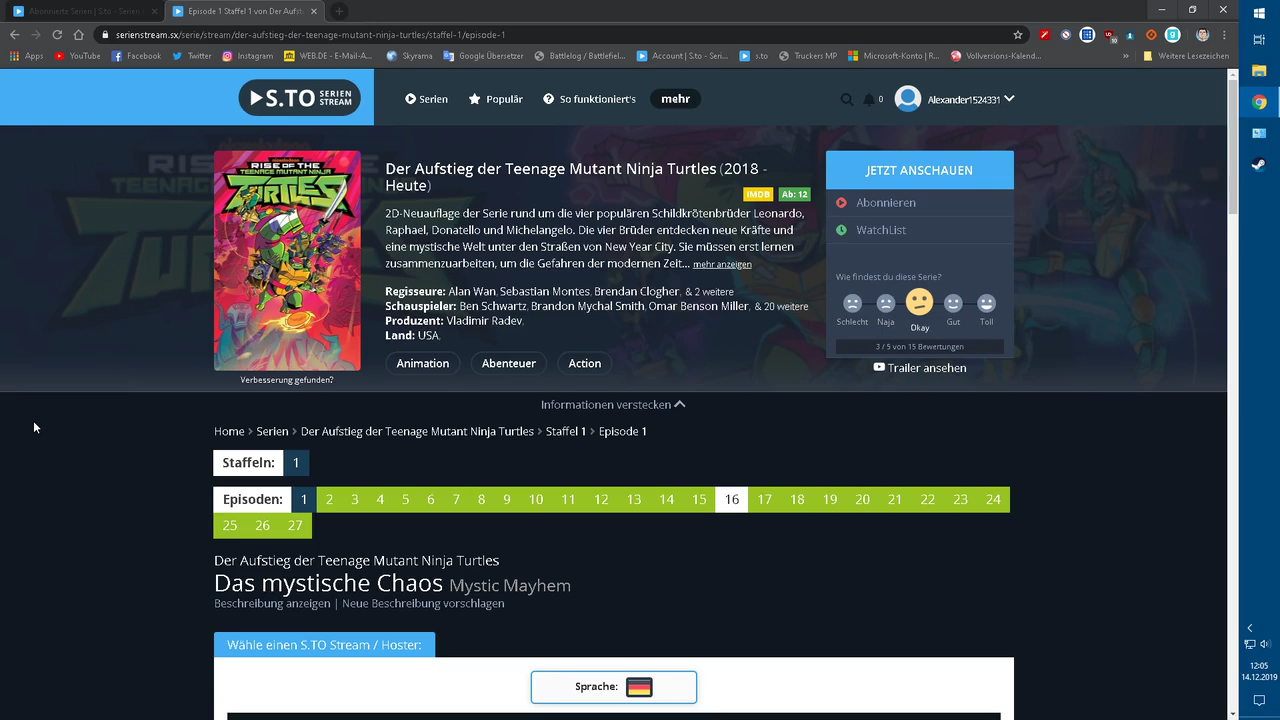 Abonnierte Serien | S.to - Serien
Episode 1 Staffel 1 von Der Aufst
serienstream.sx/serie/stream/der-aufstieg-der-teenage-mutant-ninja-turtles/staffel-1/episode-1
Apps YouTube Facebook Twitter Instagram WEB.DE - E-Mail-A... Skyrama Google Übersetzer Battlelog / Battlefiel... Account | S.to - Seri... s.to Truckers MP Microsoft-Konto | R... Vollversions-Kalend... » Weitere Lesezeichen
S.TO SERIEN STREAM
Serien Populär So funktioniert's mehr 0 Alexander1524331
nickelodeon
RISE OF THE
TEENAGE MUTANT NINJA
TURTLES
Der Aufstieg der Teenage Mutant Ninja Turtles (2018 -
Heute)
IMDB Ab: 12
2D-Neuauflage der Serie rund um die vier populären Schildkrötenbrüder Leonardo,
Raphael, Donatello und Michelangelo. Die vier Brüder entdecken neue Kräfte und
eine mystische Welt unter den Straßen von New Year City. Sie müssen erst lernen
zusammenzuarbeiten, um die Gefahren der modernen Zeit... mehr anzeigen
Regisseure: Alan Wan, Sebastian Montes, Brendan Clogher, & 2 weitere
Schauspieler: Ben Schwartz, Brandon Mychal Smith, Omar Benson Miller, & 20 weitere
Produzent: Vladimir Radev,
Land: USA,
Animation Abenteuer Action
Verbesserung gefunden?
JETZT ANSCHAUEN
Abonnieren
WatchList
Wie findest du diese Serie?
Schlecht Naja Okay Gut Toll
3 / 5 von 15 Bewertungen
Trailer ansehen
Informationen verstecken
Home > Serien > Der Aufstieg der Teenage Mutant Ninja Turtles > Staffel 1 > Episode 1
Staffeln: 1
Episoden: 1 2 3 4 5 6 7 8 9 10 11 12 13 14 15 16 17 18 19 20 21 22 23 24
25 26 27
Der Aufstieg der Teenage Mutant Ninja Turtles
Das mystische Chaos Mystic Mayhem
Beschreibung anzeigen | Neue Beschreibung vorschlagen
Wähle einen S.TO Stream / Hoster:
Sprache:
12:05
14.12.2019